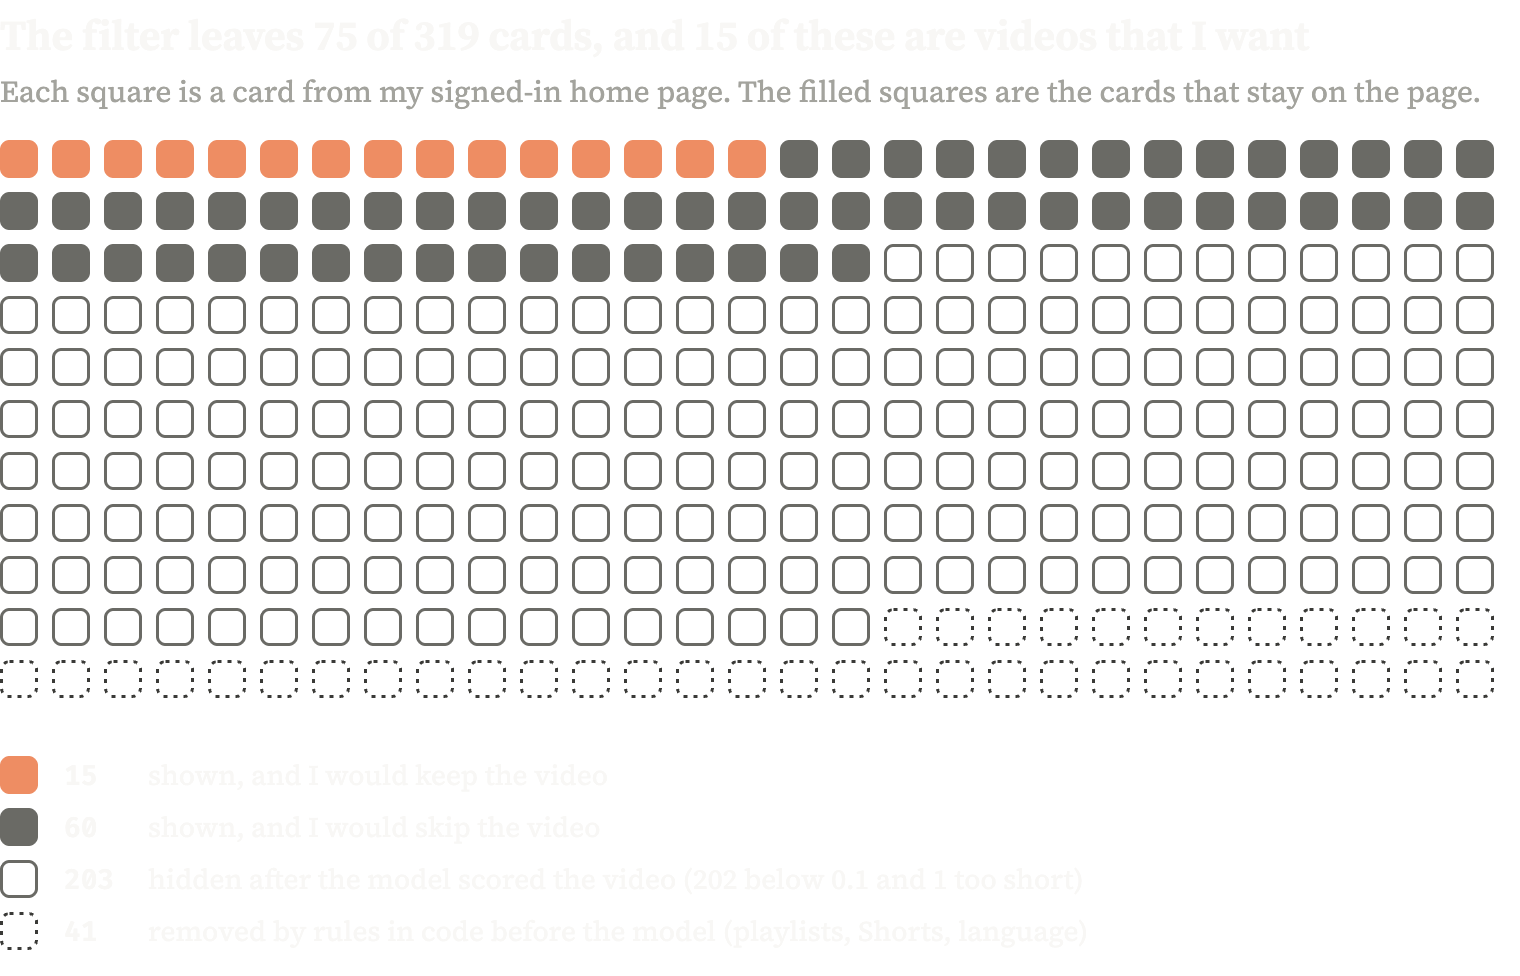 The filter leaves 75 of 319 cards, and 15 of these are videos that I want
Each square is a card from my signed-in home page. The filled squares are the cards that stay on the page.
15 shown, and I would keep the video
60 shown, and I would skip the video
203 hidden after the model scored the video (202 below 0.1 and 1 too short)
41 removed by rules in code before the model (playlists, Shorts, language)